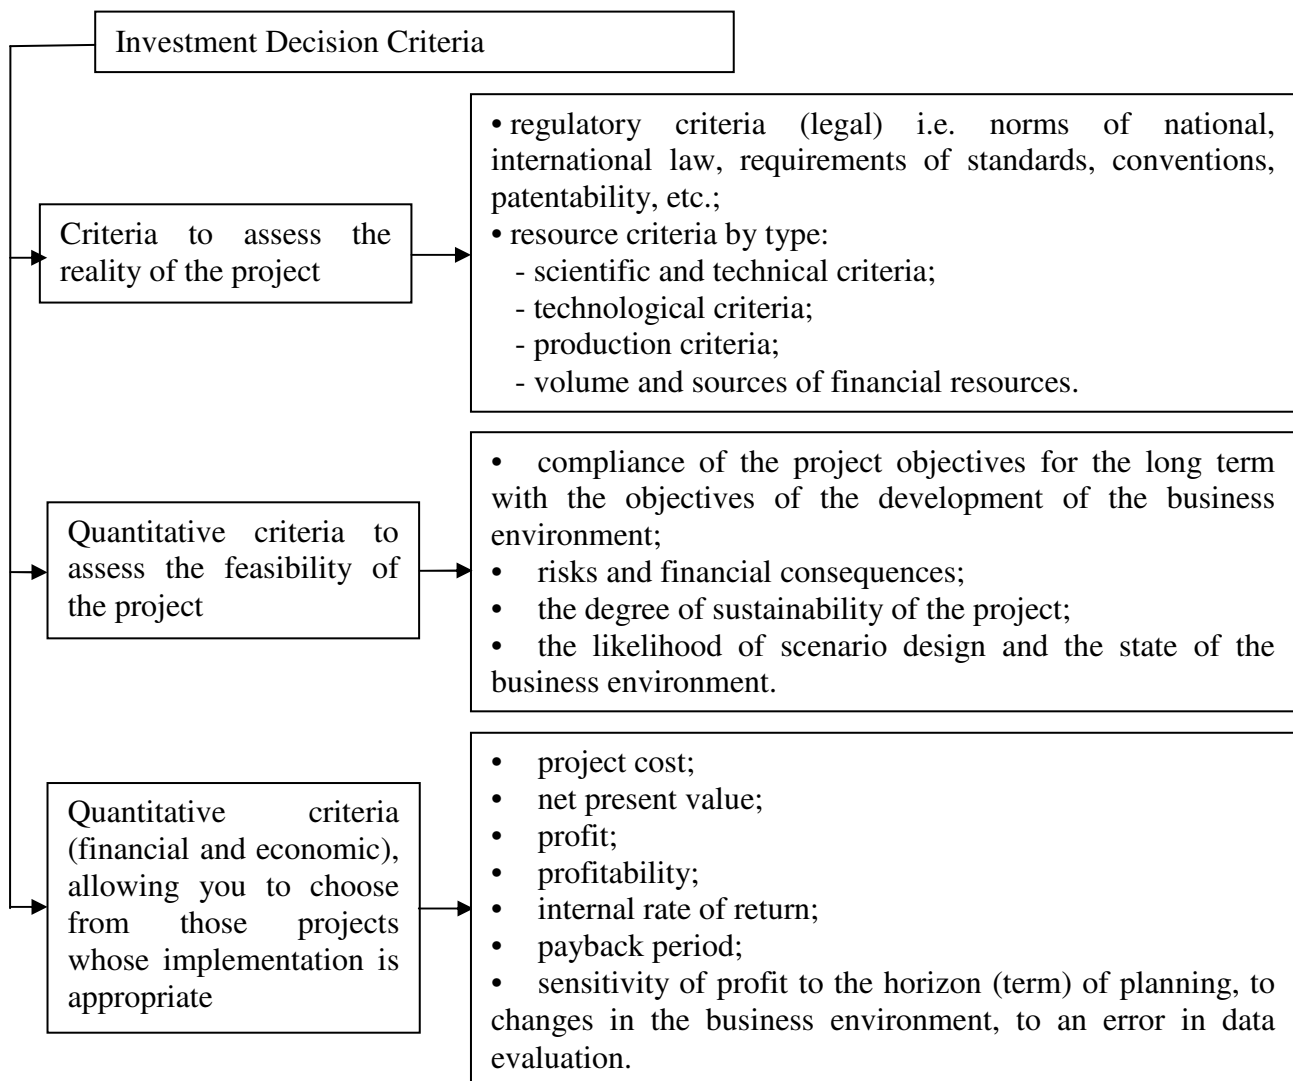 Investment Decision Criteria
Criteria to assess the
reality of the project
• regulatory criteria (legal) i.e. norms of national,
international law, requirements of standards, conventions,
patentability, etc.;
• resource criteria by type:
- scientific and technical criteria;
- technological criteria;
- production criteria;
- volume and sources of financial resources.
Quantitative criteria to
assess the feasibility of
the project
• compliance of the project objectives for the long term
with the objectives of the development of the business
environment;
• risks and financial consequences;
• the degree of sustainability of the project;
• the likelihood of scenario design and the state of the
business environment.
Quantitative criteria
(financial and economic),
allowing you to choose
from those projects
whose implementation is
appropriate
• project cost;
• net present value;
• profit;
• profitability;
• internal rate of return;
• payback period;
• sensitivity of profit to the horizon (term) of planning, to
changes in the business environment, to an error in data
evaluation.